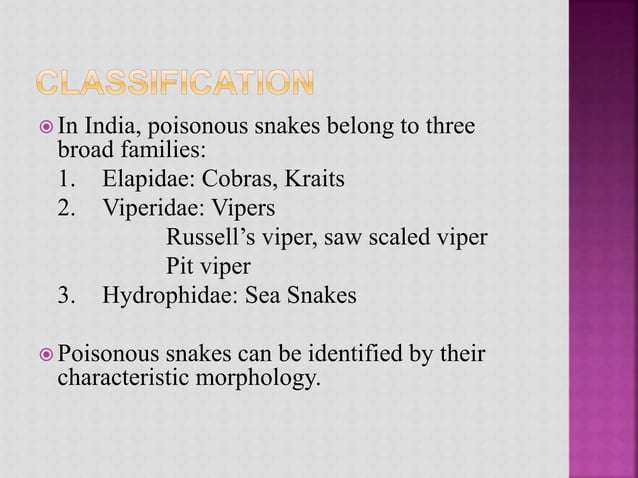 CLASSIFICATION
In India, poisonous snakes belong to three
broad families:
1. Elapidae: Cobras, Kraits
2. Viperidae: Vipers
Russell’s viper, saw scaled viper
Pit viper
3. Hydrophidae: Sea Snakes
Poisonous snakes can be identified by their
characteristic morphology.